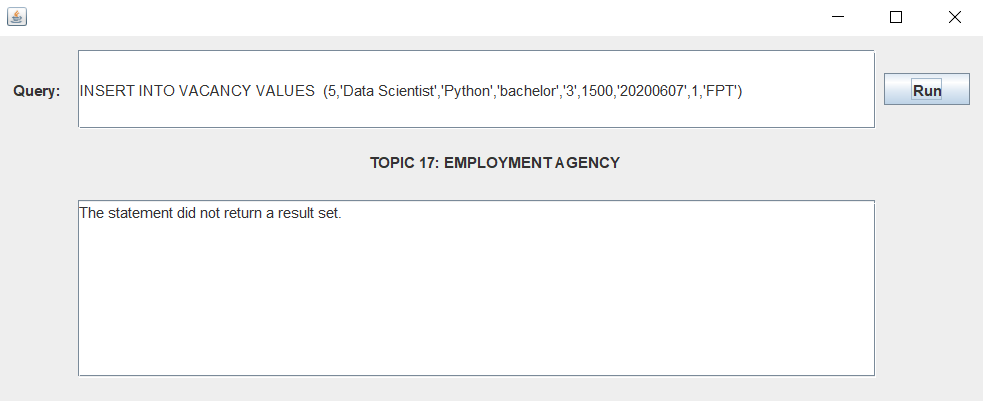 Query: INSERT INTO VACANCY VALUES  (5,'Data Scientist','Python','bachelor','3',1500,'20200607',1,'FPT') Run
TOPIC 17: EMPLOYMENT AGENCY
The statement did not return a result set.